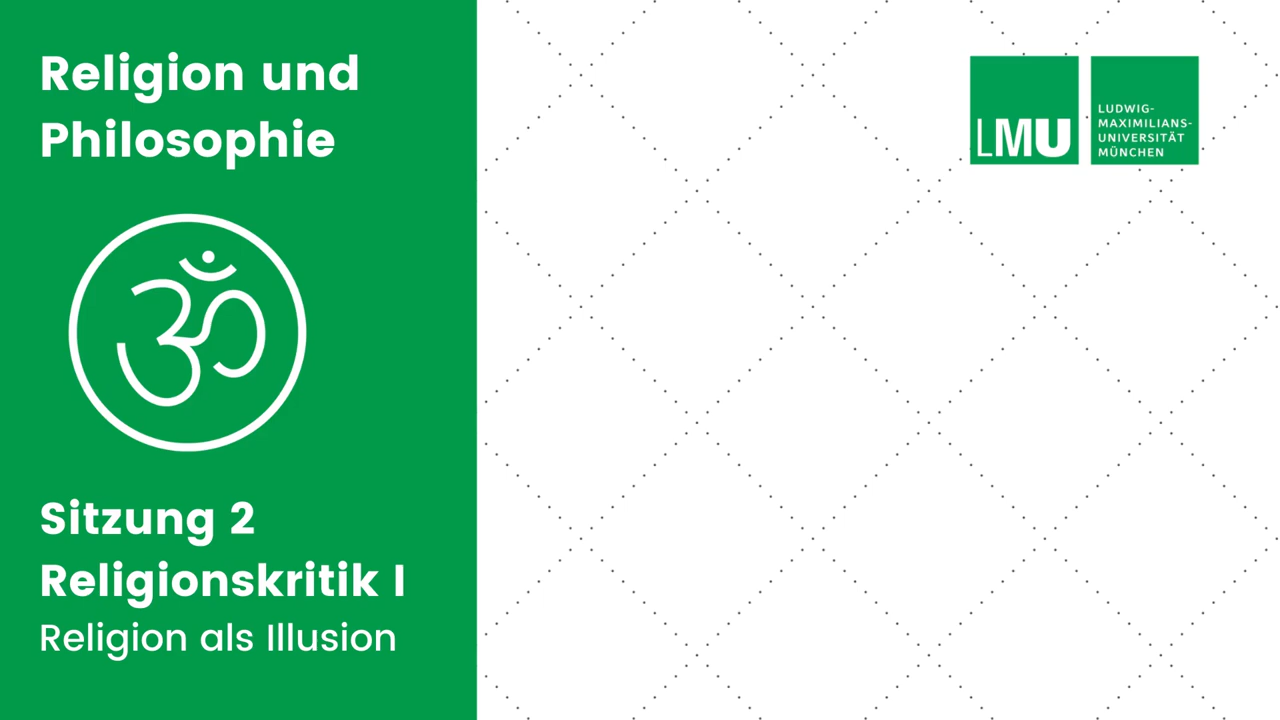 Religion und
Philosophie
ॐ
Sitzung 2
Religionskritik I
Religion als Illusion
LMU
LUDWIG-
MAXIMILIANS-
UNIVERSITÄT
MÜNCHEN